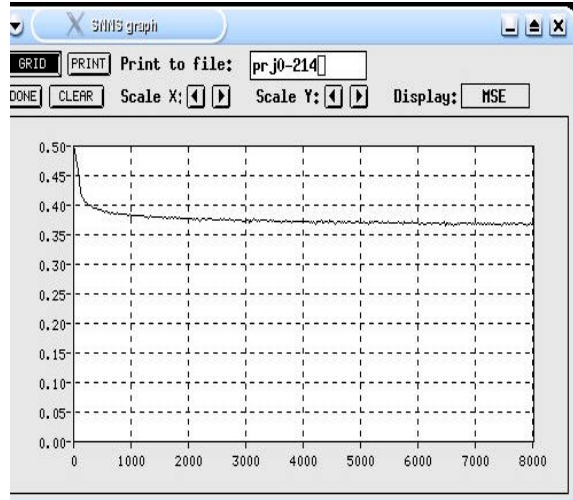 SNNS graph
GRID PRINT Print to file: prj0-214
DONE CLEAR Scale X: Scale Y: Display: MSE
0.50
0.45
0.40
0.35
0.30
0.25
0.20
0.15
0.10
0.05
0.00
0 1000 2000 3000 4000 5000 6000 7000 8000